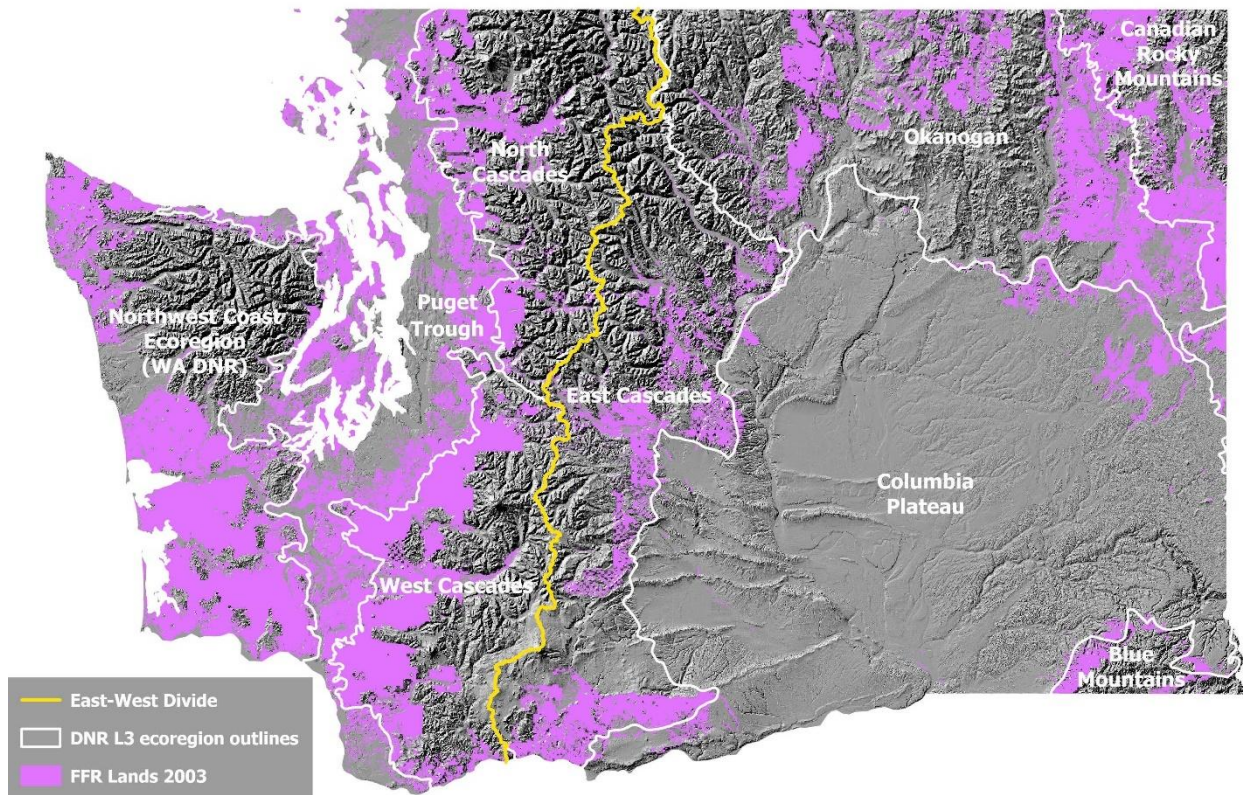 Canadian
Rocky
Mountains
Okanogan
North
Cascades
Puget
Trough
Northwest Coast
Ecoregion
(WA DNR)
East Cascades
Columbia
Plateau
West Cascades
Blue
Mountains
East-West Divide
DNR L3 ecoregion outlines
FFR Lands 2003